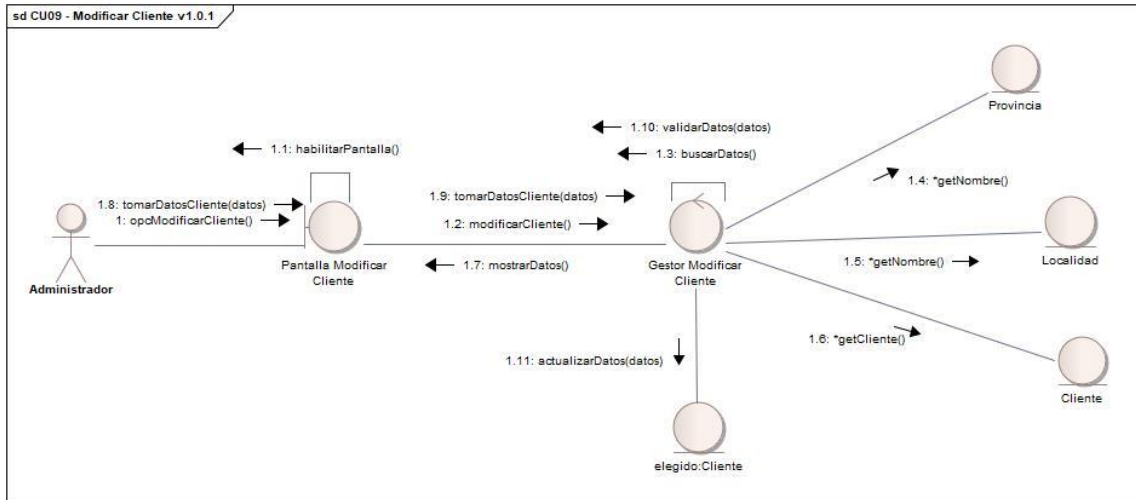 sd CU09 - Modificar Cliente v1.0.1
Provincia
1.10: validarDatos(datos)
1.1: habilitarPantalla()
1.3: buscarDatos()
1.4: *getNombre()
1.8: tomarDatosCliente(datos)
1.9: tomarDatosCliente(datos)
1: opcModificarCliente()
1.2: modificarCliente()
Pantalla Modificar
Cliente
1.7: mostrarDatos()
Gestor Modificar
Cliente
1.5: *getNombre()
Localidad
Administrador
1.6: *getCliente()
1.11: actualizarDatos(datos)
Cliente
elegido:Cliente